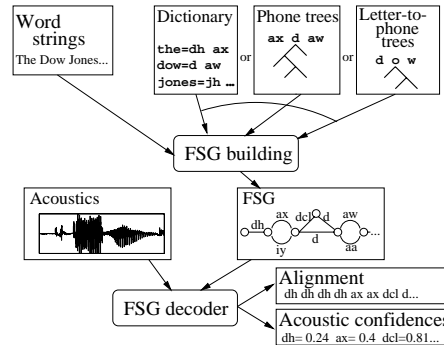 Word
strings
The Dow Jones...
Dictionary
the=dh ax
dow=d aw
jones=jh ...
or
Phone trees
ax d aw
or
Letter-to-
phone
trees
d o w
FSG building
Acoustics
FSG
dh
ax
iy
dcl
d
d
aw
aa
...
FSG decoder
Alignment
dh dh dh dh ax ax dcl d...
Acoustic confidences
dh= 0.24 ax= 0.4 dcl=0.81...